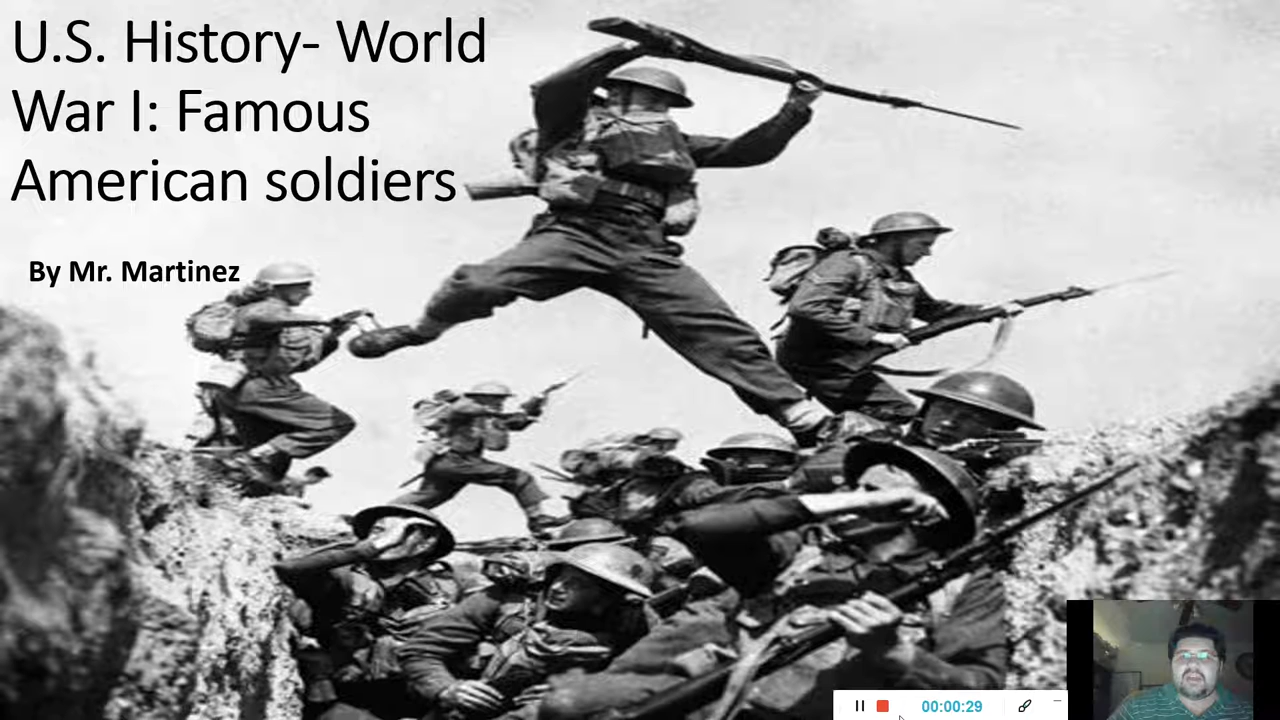 U.S. History- World
War I: Famous
American soldiers
By Mr. Martinez
00:00:29